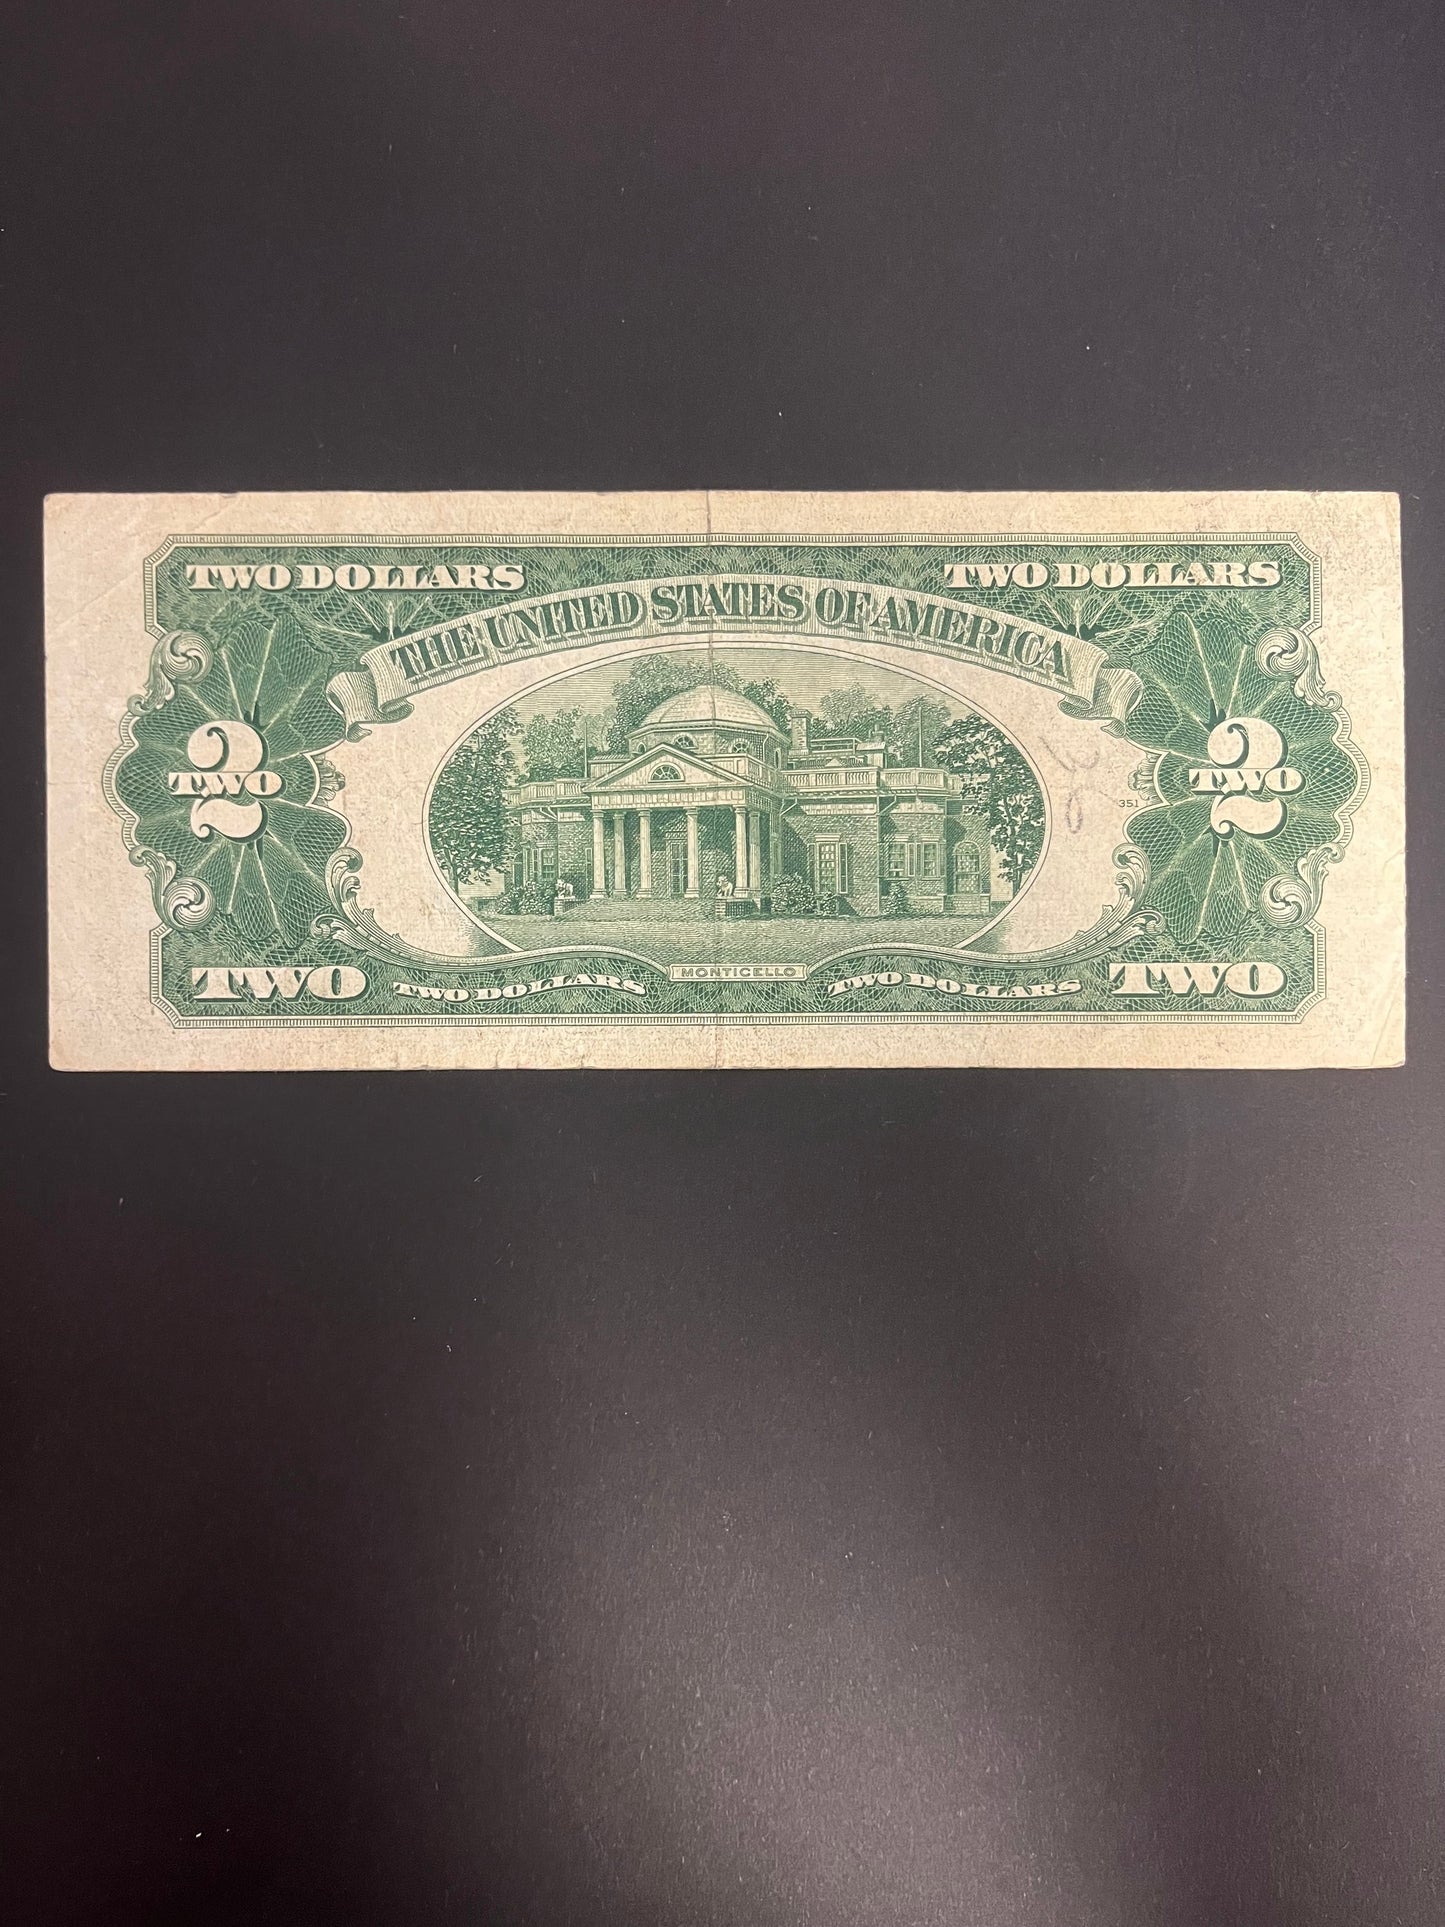 TWO DOLLARS TWO DOLLARS
THE UNITED STATES OF AMERICA
2 2
TWO TWO
351
MONTICELLO
TWO TWO DOLLARS TWO DOLLARS TWO